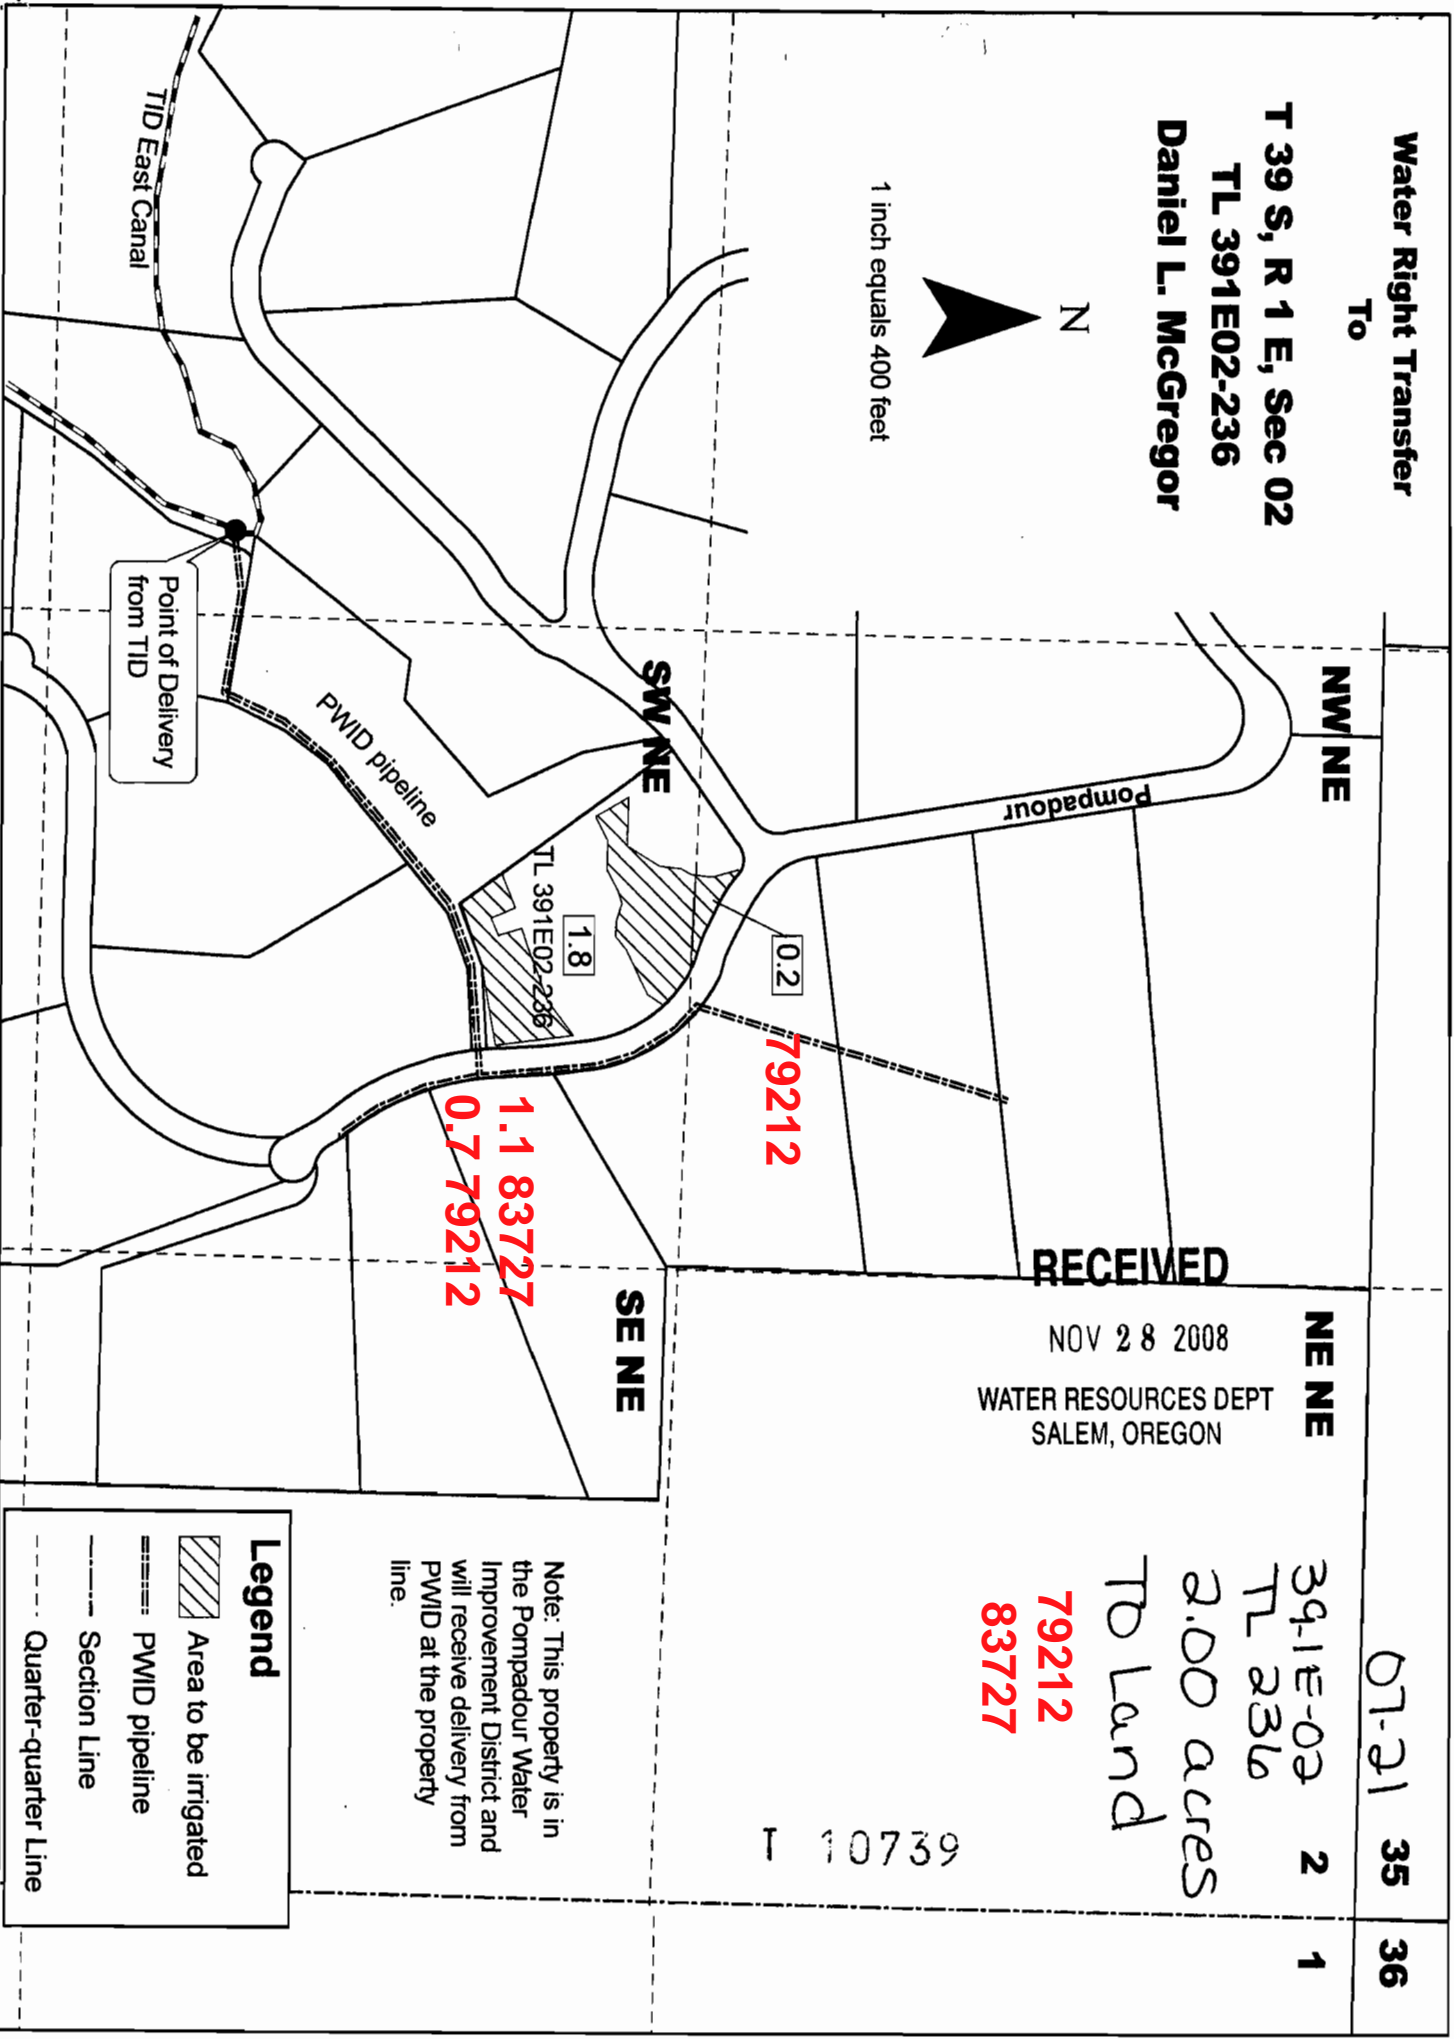 Water Right Transfer
To
T 39 S, R 1 E, Sec 02
TL 391E02-236
Daniel L. McGregor
N
1 inch equals 400 feet
07-21
35
36
39-1E-02
TL 236
2
1
2.00 acres
To Land
79212
83727
T 10739
NW NE
NE NE
RECEIVED
NOV 28 2008
WATER RESOURCES DEPT
SALEM, OREGON
Pompadour
0.2
79212
SW NE
SE NE
1.8
TL 391E02-236
1.1 83727
0.7 79212
PWID pipeline
TID East Canal
Point of Delivery
from TID
Note: This property is in
the Pompadour Water
Improvement District and
will receive delivery from
PWID at the property
line.
Legend
Area to be irrigated
PWID pipeline
Section Line
Quarter-quarter Line